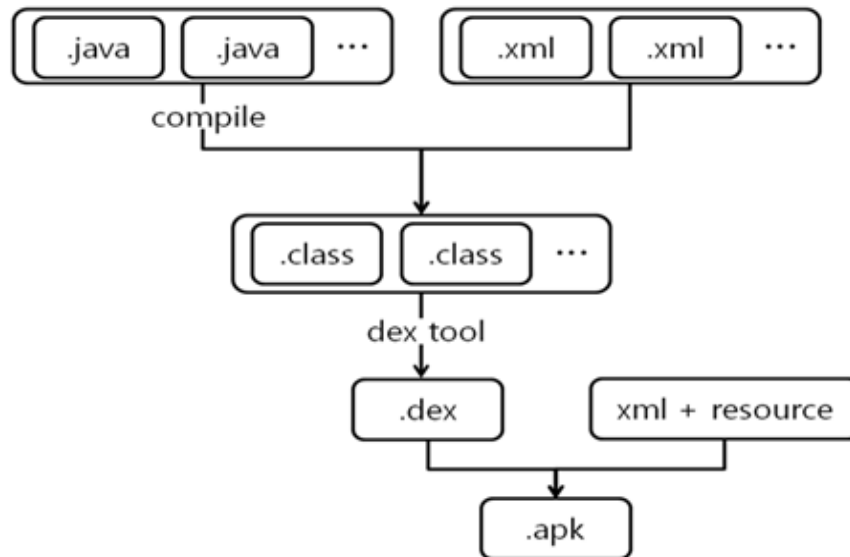 .java .java ... .xml .xml ...
compile
.class .class ...
dex tool
.dex xml + resource
.apk